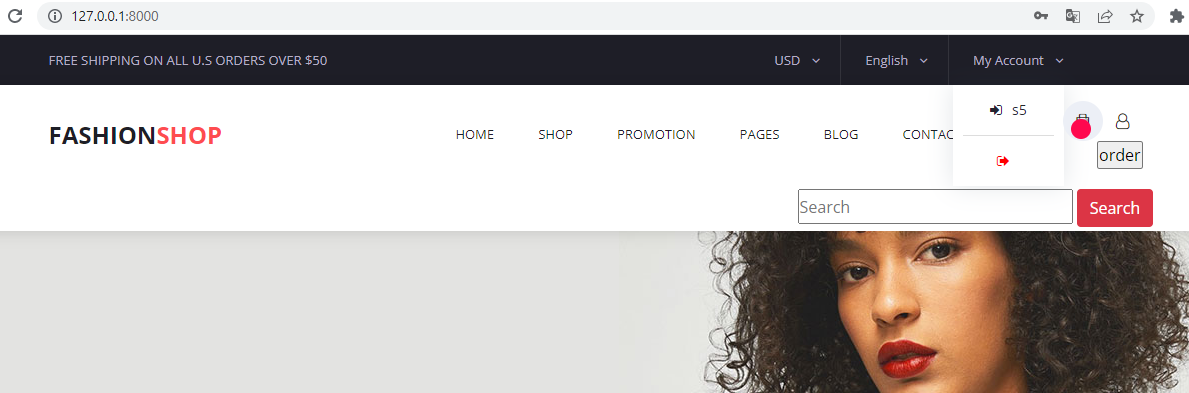 127.0.0.1:8000
FREE SHIPPING ON ALL U.S ORDERS OVER $50
USD
English
My Account
s5
FASHIONSHOP
HOME
SHOP
PROMOTION
PAGES
BLOG
CONTAC
order
Search
Search